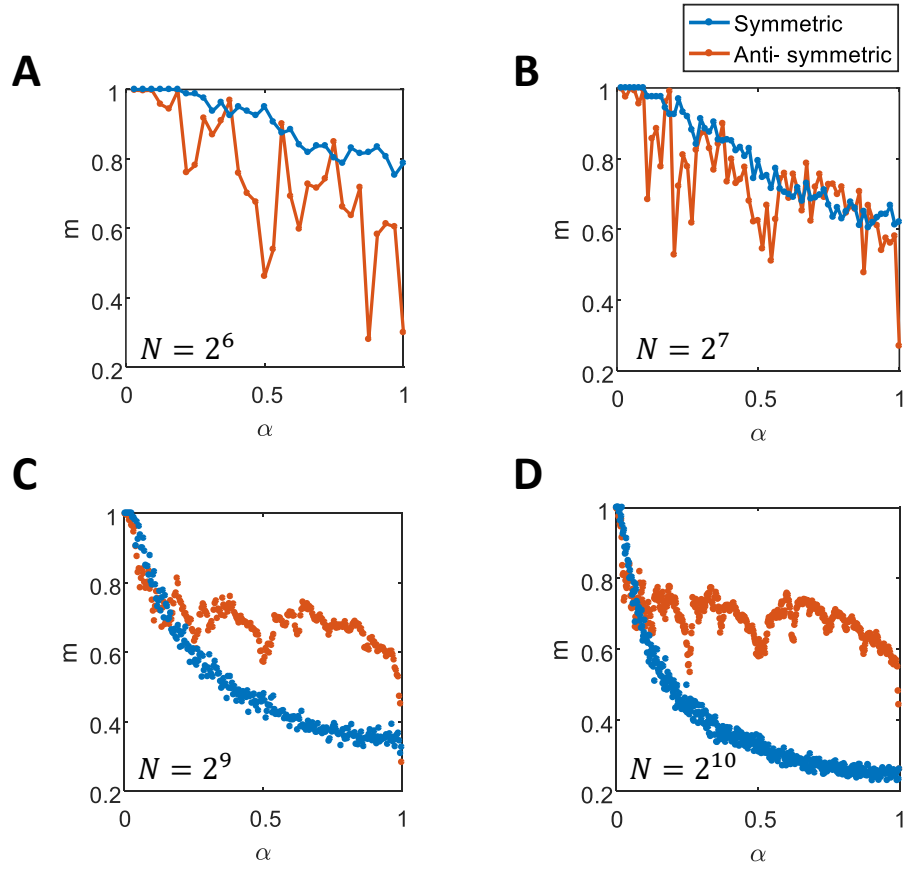 Symmetric
Anti- symmetric
A
B
1
0.8
0.6
0.4
0.2
m
N = 2^6
0
0.5
1
α
1
0.8
0.6
0.4
0.2
m
N = 2^7
0
0.5
1
α
C
D
1
0.8
0.6
0.4
0.2
m
N = 2^9
0
0.5
1
α
1
0.8
0.6
0.4
0.2
m
N = 2^10
0
0.5
1
α